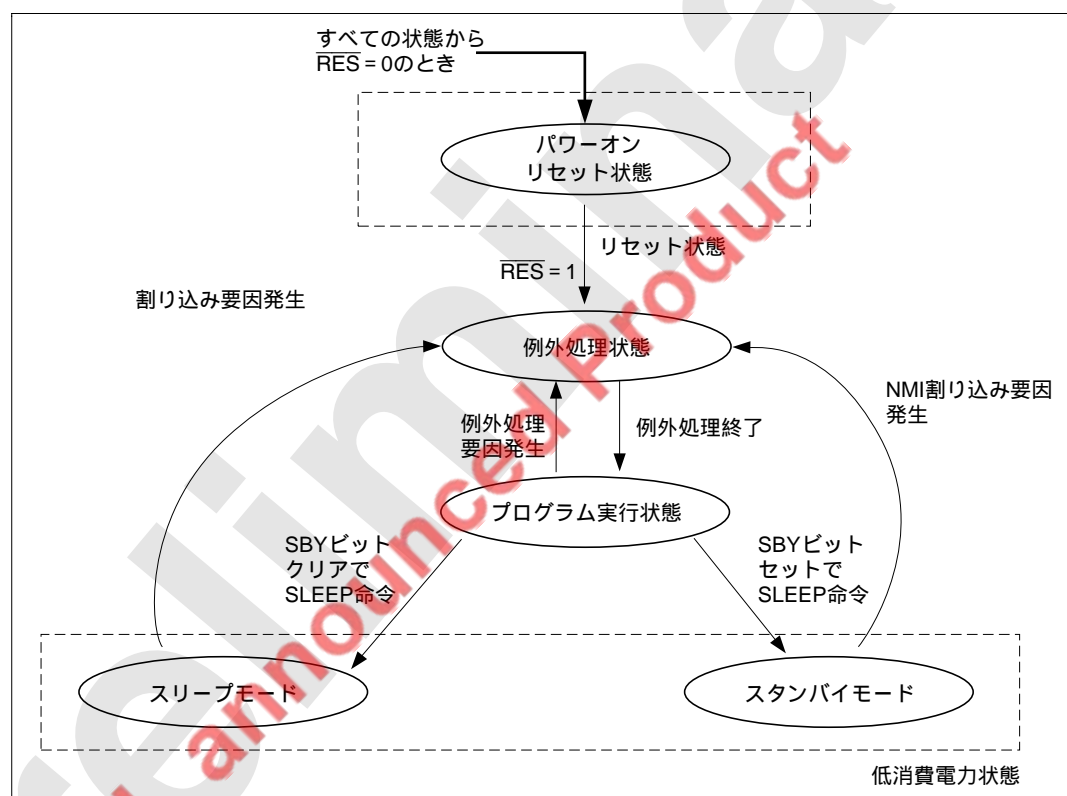 すべての状態から
RES = 0のとき
パワーオン
リセット状態
リセット状態
RES = 1
割り込み要因発生
例外処理状態
NMI割り込み要因
発生
例外処理
要因発生
例外処理終了
プログラム実行状態
SBYビット
クリアで
SLEEP命令
SBYビット
セットで
SLEEP命令
スリープモード
スタンバイモード
低消費電力状態
announced Product